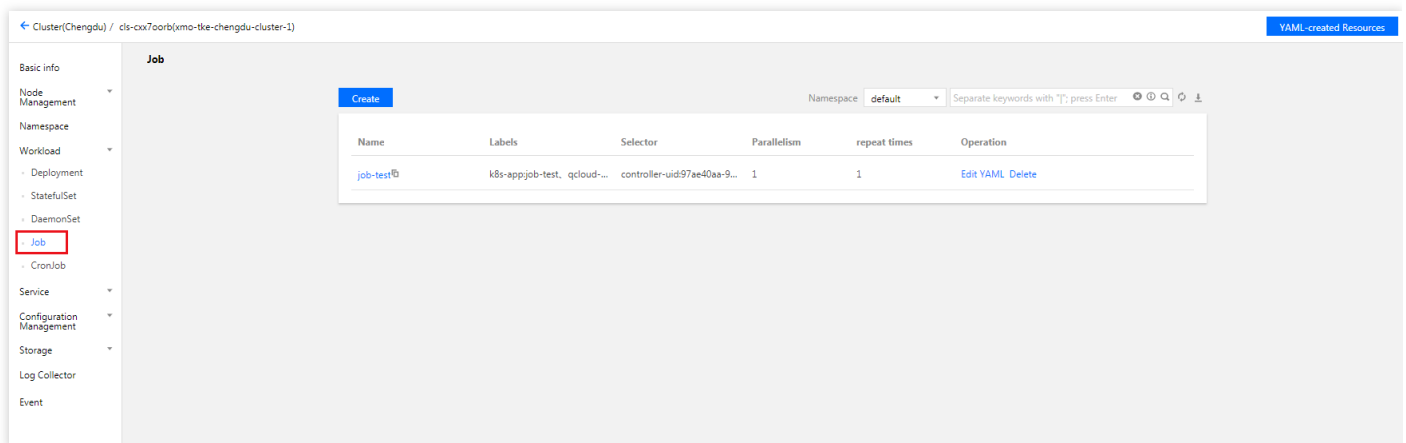 Cluster(Chengdu) / cls-cxx7oorb(xmo-tke-chengdu-cluster-1)
YAML-created Resources
Basic info
Node
Management
Namespace
Workload
Deployment
StatefulSet
DaemonSet
Job
CronJob
Service
Configuration
Management
Storage
Log Collector
Event
Job
Create
Namespace default Separate keywords with "|"; press Enter
Name Labels Selector Parallelism repeat times Operation
job-test k8s-app:job-test、qcloud-... controller-uid:97ae40aa-9... 1 1 Edit YAML Delete